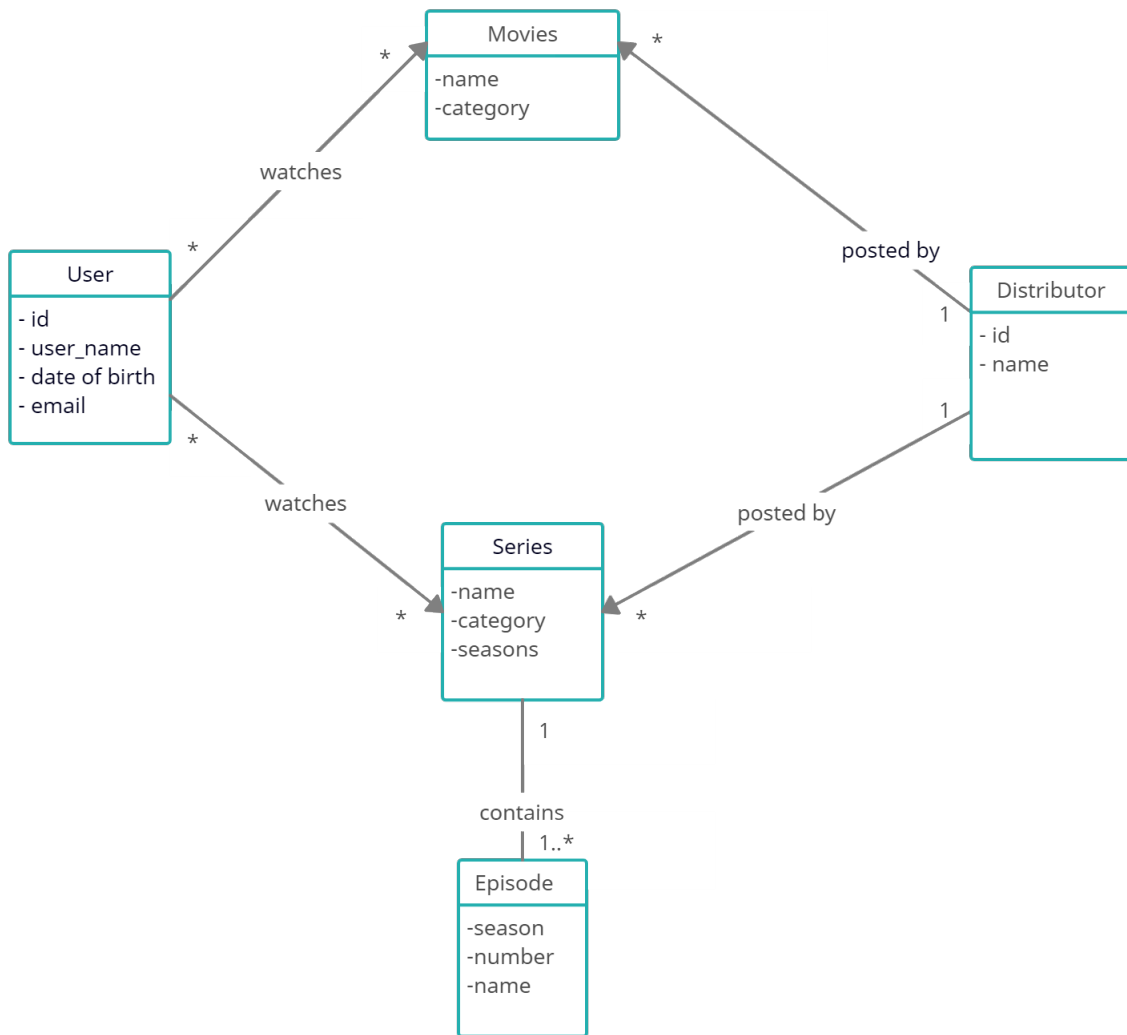 Movies
-name
-category
*
*
watches
*
posted by
User
- id
- user_name
- date of birth
- email
Distributor
- id
- name
1
1
*
watches
posted by
Series
-name
-category
-seasons
*
*
1
contains
1..*
Episode
-season
-number
-name